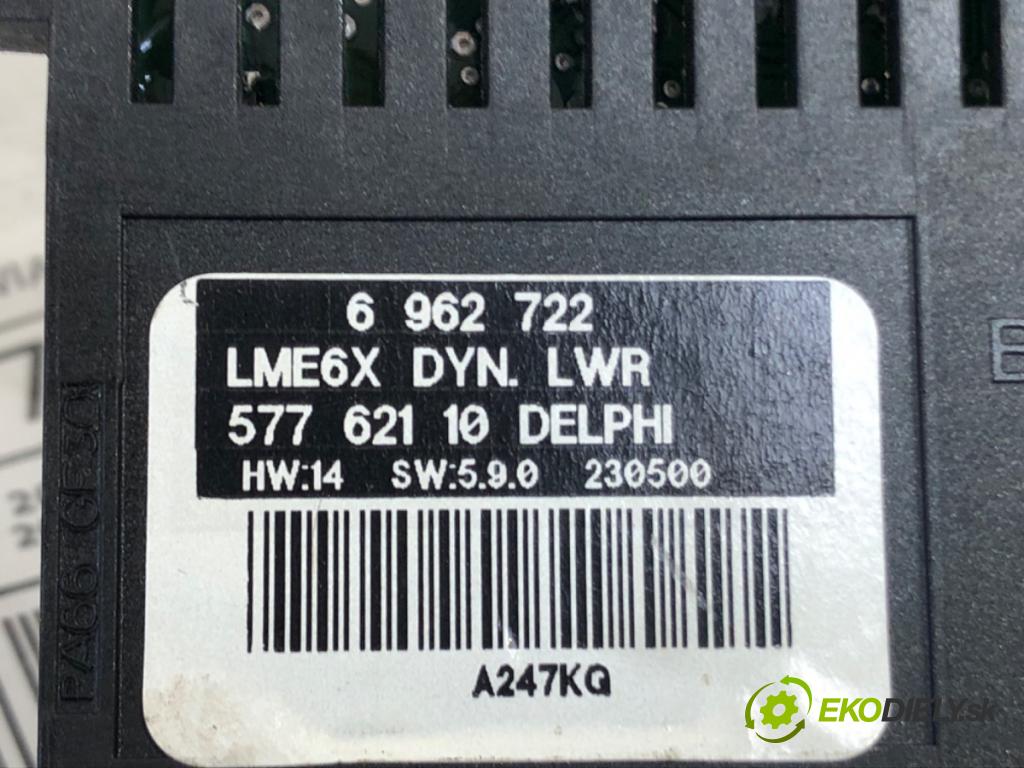 6 962 722
LME6X DYN. LWR
577 621 10 DELPHI
HW:14 SW:5.9.0 230500
A247KQ
PA66-GF30
EKODIELY.sk